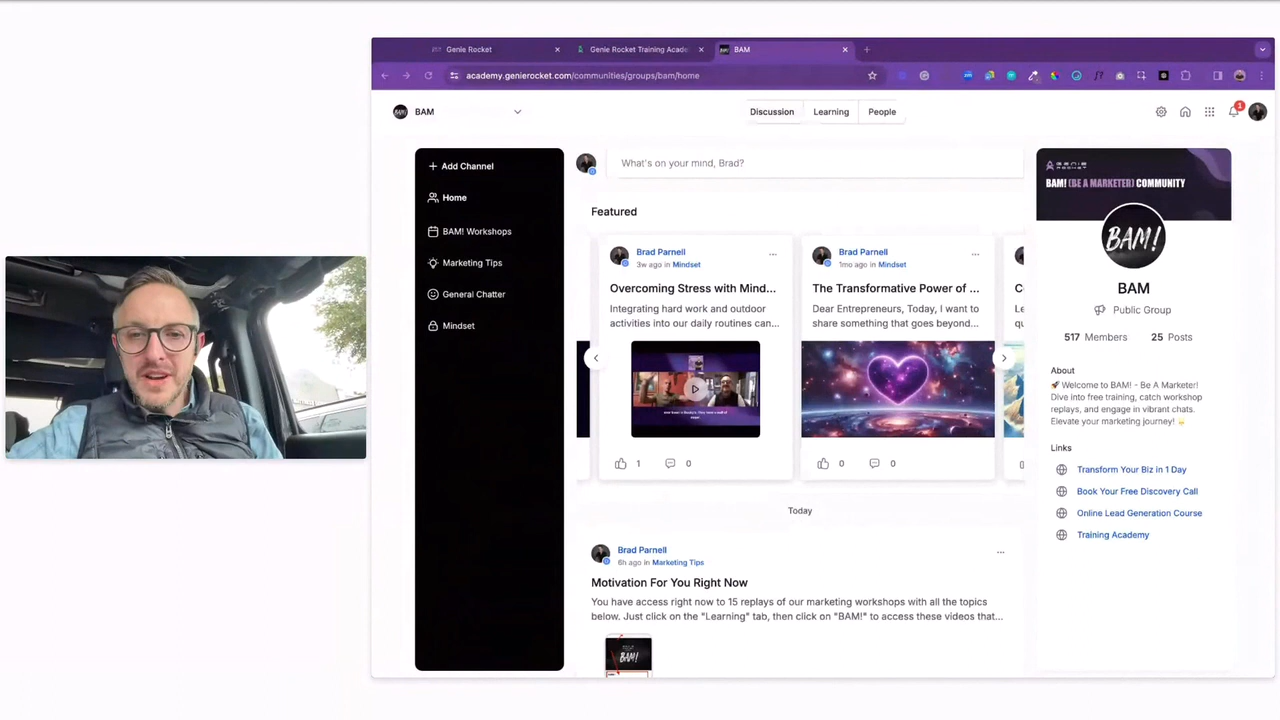 Genie Rocket
Genie Rocket Training Acade
BAM
academy.genierocket.com/communities/groups/bam/home
BAM
Discussion
Learning
People
1
Add Channel
Home
BAM! Workshops
Marketing Tips
General Chatter
Mindset
What's on your mind, Brad?
Featured
Brad Parnell
3w ago in Mindset
Overcoming Stress with Mind...
Integrating hard work and outdoor
activities into our daily routines can...
1
0
Brad Parnell
1mo ago in Mindset
The Transformative Power of ...
Dear Entrepreneurs, Today, I want to
share something that goes beyond...
0
0
Today
Brad Parnell
6h ago in Marketing Tips
Motivation For You Right Now
You have access right now to 15 replays of our marketing workshops with all the topics
below. Just click on the "Learning" tab, then click on "BAM!" to access these videos that...
BAM!
GENIE
ROCKET
BAM! (BE A MARKETER) COMMUNITY
BAM!
BAM
Public Group
517 Members
25 Posts
About
🚀 Welcome to BAM! - Be A Marketer!
Dive into free training, catch workshop
replays, and engage in vibrant chats.
Elevate your marketing journey! 🌟
Links
Transform Your Biz in 1 Day
Book Your Free Discovery Call
Online Lead Generation Course
Training Academy